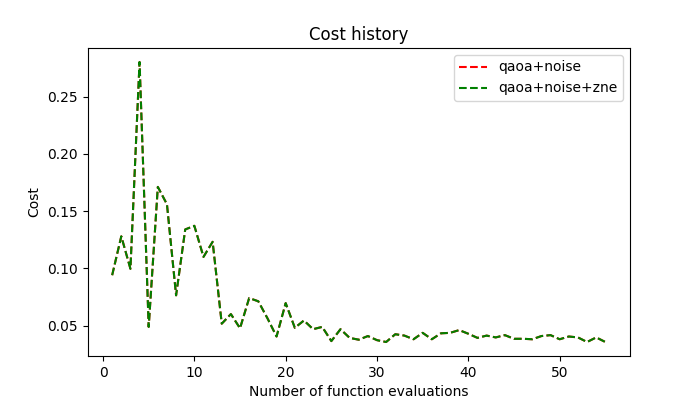 Cost history
qaoa+noise
qaoa+noise+zne
Cost
0.25
0.20
0.15
0.10
0.05
0
10
20
30
40
50
Number of function evaluations